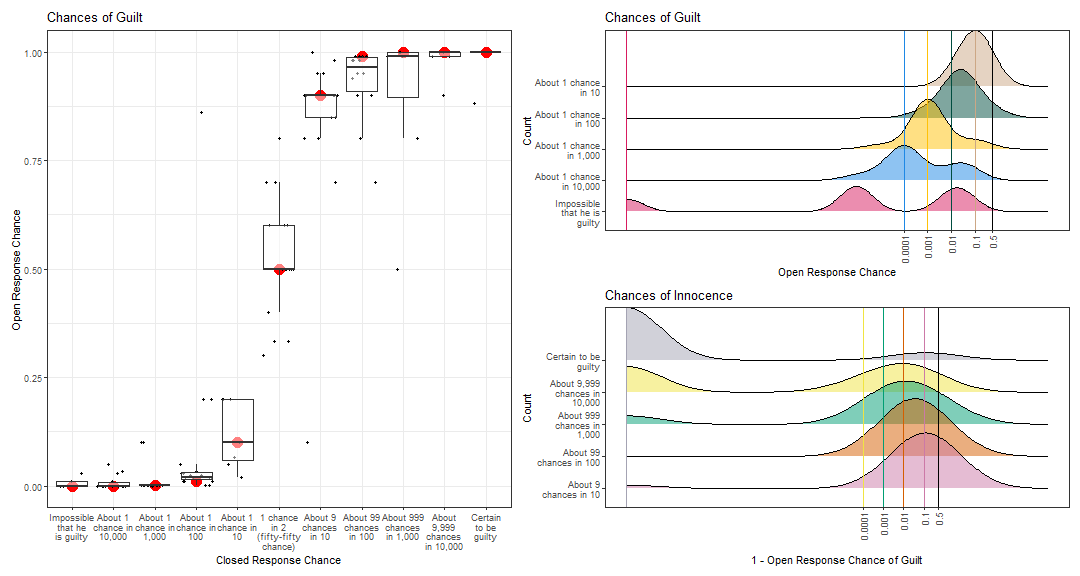 Chances of Guilt
Open Response Chance
1.00
0.75
0.50
0.25
0.00
Impossible
that he
is guilty
About 1
chance in
10,000
About 1
chance in
1,000
About 1
chance in
100
About 1
chance in
10
1 chance
in 2
(fifty-fifty
chance)
About 9
chances
in 10
About 99
chances
in 100
About 999
chances
in 1,000
About
9,999
chances
in 10,000
Certain
to be
guilty
Closed Response Chance
Chances of Guilt
Count
About 1 chance
in 10
About 1 chance
in 100
About 1 chance
in 1,000
About 1 chance
in 10,000
Impossible
that he is
guilty
0.0001
0.001
0.01
0.1
0.5
Open Response Chance
Chances of Innocence
Count
Certain to be
guilty
About 9,999
chances in
10,000
About 999
chances in
1,000
About 99
chances in 100
About 9
chances in 10
0.0001
0.001
0.01
0.1
0.5
1 - Open Response Chance of Guilt